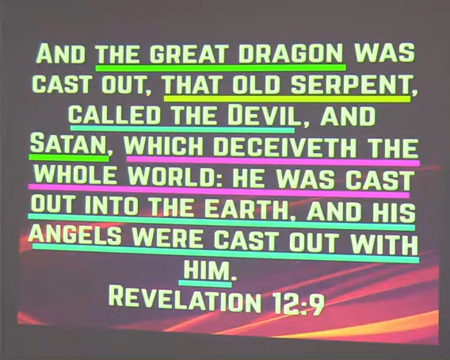 And the great dragon was
cast out, that old serpent,
called the Devil, and
Satan, which deceiveth the
whole world: he was cast
out into the earth, and his
angels were cast out with
him.
Revelation 12:9